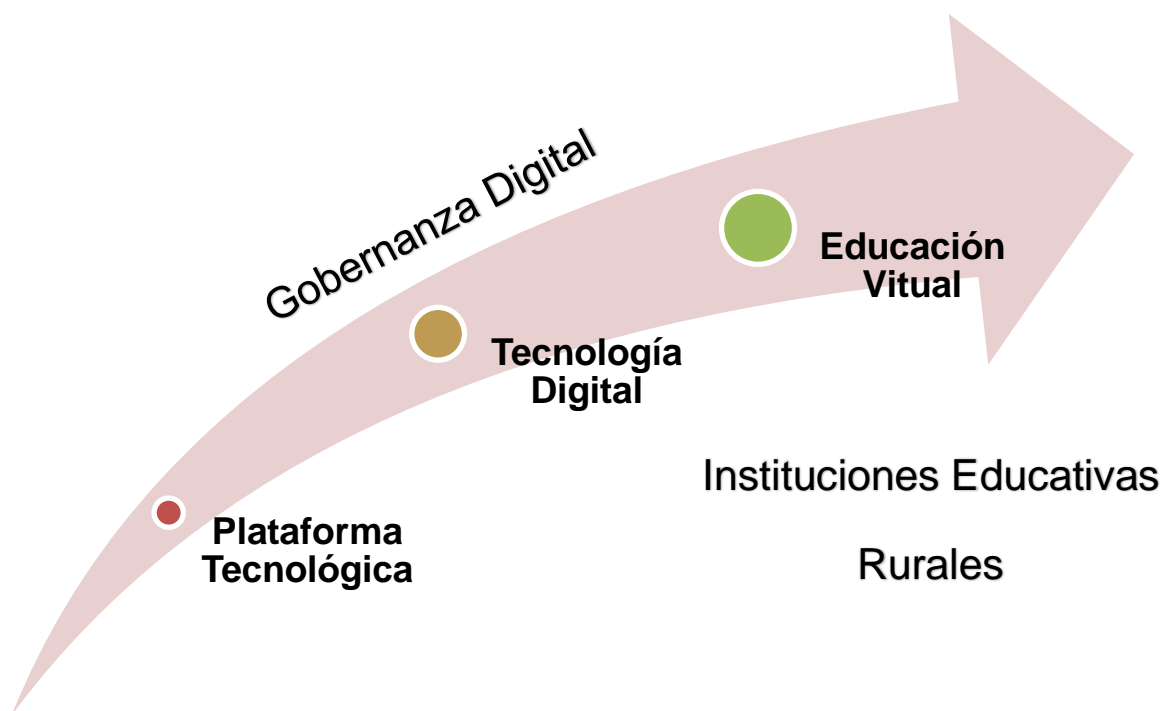 Gobernanza Digital
Educación
Vitual
Tecnología
Digital
Plataforma
Tecnológica
Instituciones Educativas
Rurales